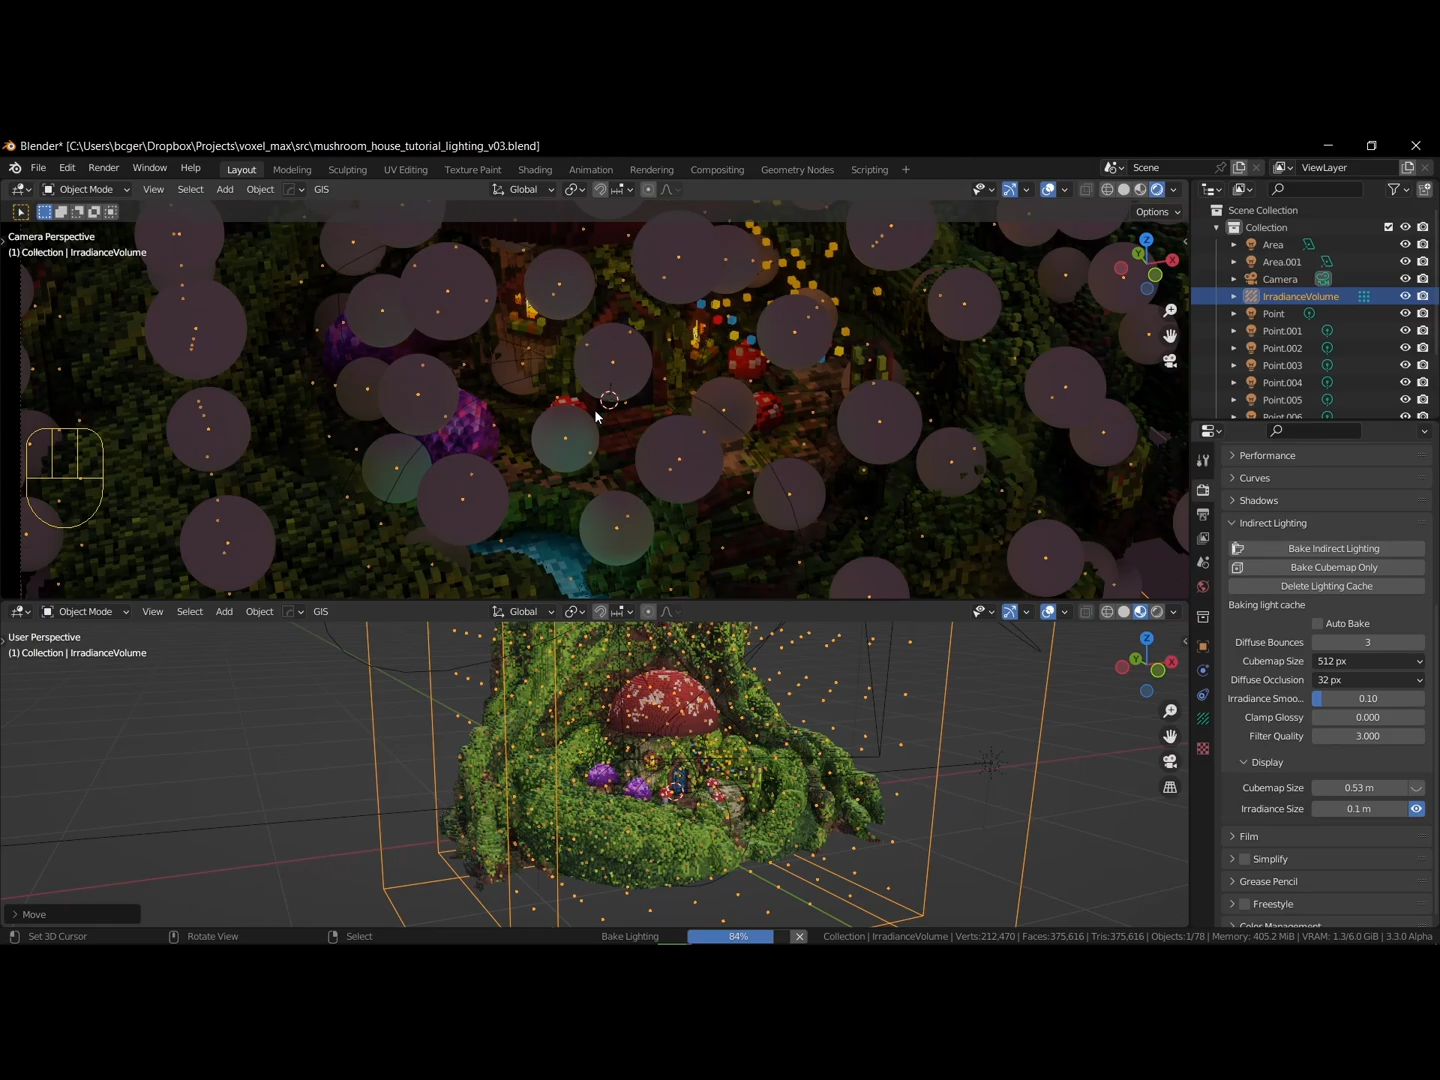 Blender* [C:\Users\bcger\Dropbox\Projects\voxel_max\src\mushroom_house_tutorial_lighting_v03.blend]
File Edit Render Window Help Layout Modeling Sculpting UV Editing Texture Paint Shading Animation Rendering Compositing Geometry Nodes Scripting + Scene ViewLayer
Object Mode View Select Add Object GIS Global
Options
Camera Perspective
(1) Collection | IrradianceVolume
Scene Collection
Collection
Area
Area.001
Camera
IrradianceVolume
Point
Point.001
Point.002
Point.003
Point.004
Point.005
Point.006
Performance
Curves
Shadows
Indirect Lighting
Bake Indirect Lighting
Bake Cubemap Only
Delete Lighting Cache
Baking light cache
Auto Bake
Diffuse Bounces 3
Cubemap Size 512 px
Diffuse Occlusion 32 px
Irradiance Smoo... 0.10
Clamp Glossy 0.000
Filter Quality 3.000
Display
Cubemap Size 0.53 m
Irradiance Size 0.1 m
Film
Simplify
Grease Pencil
Freestyle
Color Management
Object Mode View Select Add Object GIS Global
User Perspective
(1) Collection | IrradianceVolume
Move
Set 3D Cursor Rotate View Select Bake Lighting 84% Collection | IrradianceVolume | Verts:212,470 | Faces:375,616 | Tris:375,616 | Objects:1/78 | Memory: 405.2 MiB | VRAM: 1.3/6.0 GiB | 3.3.0 Alpha
X
Y
Z
X
Y
Z